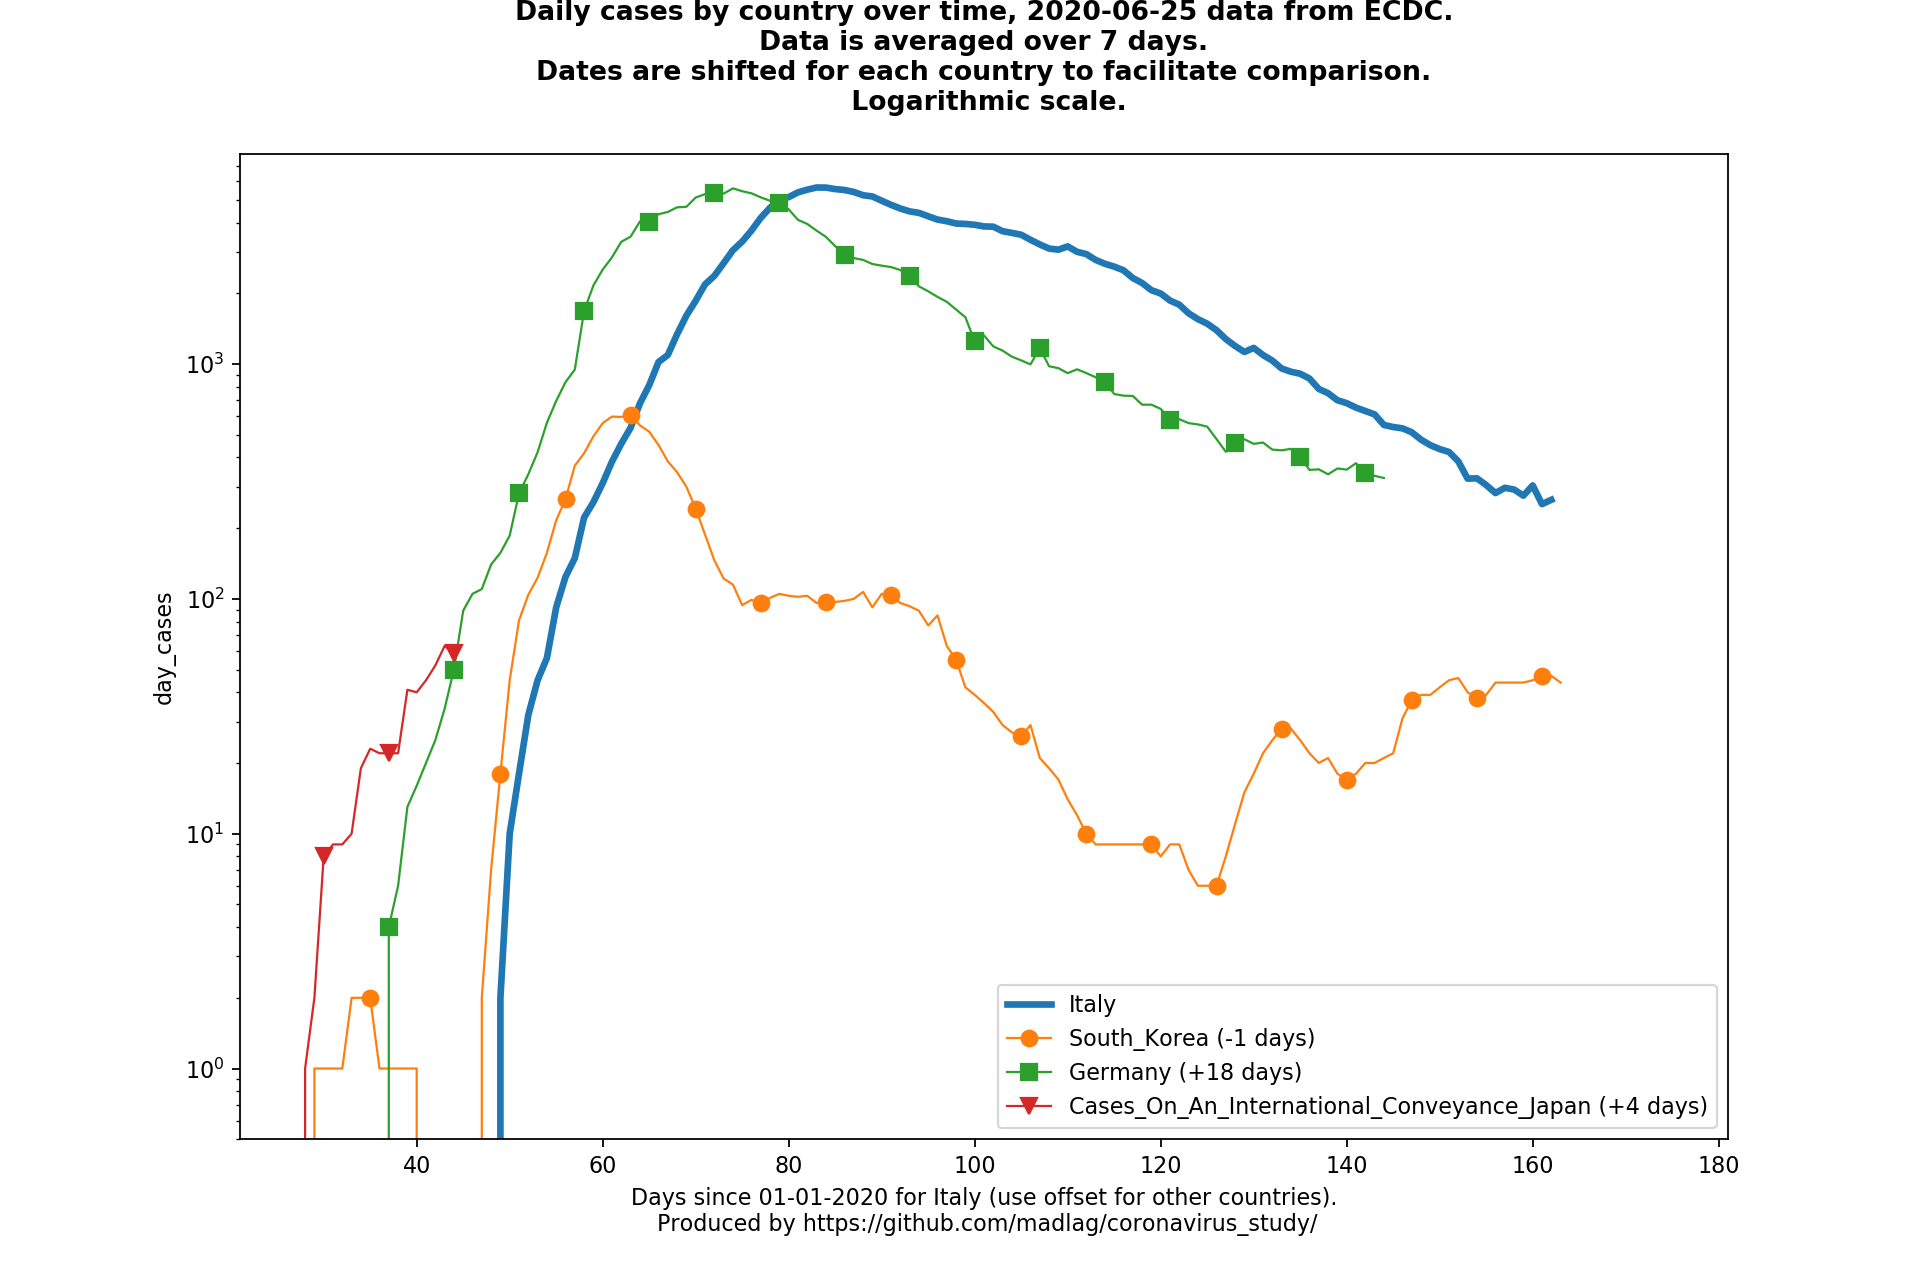 Daily cases by country over time, 2020-06-25 data from ECDC.
Data is averaged over 7 days.
Dates are shifted for each country to facilitate comparison.
Logarithmic scale.
10³
10²
10¹
10⁰
day_cases
Italy
South_Korea (-1 days)
Germany (+18 days)
Cases_On_An_International_Conveyance_Japan (+4 days)
40 60 80 100 120 140 160 180
Days since 01-01-2020 for Italy (use offset for other countries).
Produced by https://github.com/madlag/coronavirus_study/